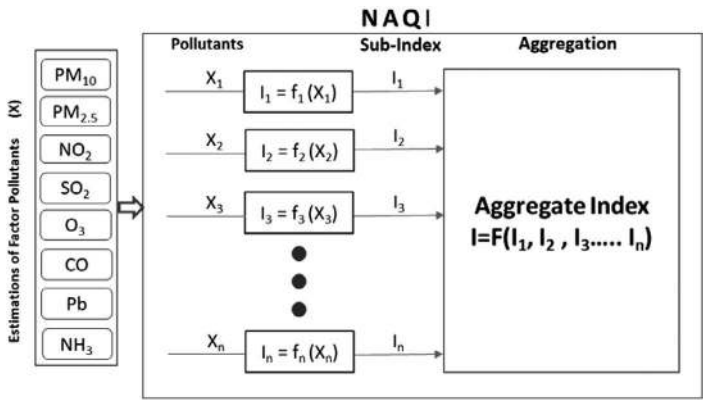 NAQI
Pollutants
Sub-Index
Aggregation
Estimations of Factor Pollutants (X)
PM₁₀
PM₂.₅
NO₂
SO₂
O₃
CO
Pb
NH₃
X₁
I₁ = f₁(X₁)
I₁
X₂
I₂ = f₂(X₂)
I₂
X₃
I₃ = f₃(X₃)
I₃
Xₙ
Iₙ = fₙ(Xₙ)
Iₙ
Aggregate Index
I=F(I₁, I₂ , I₃..... Iₙ)